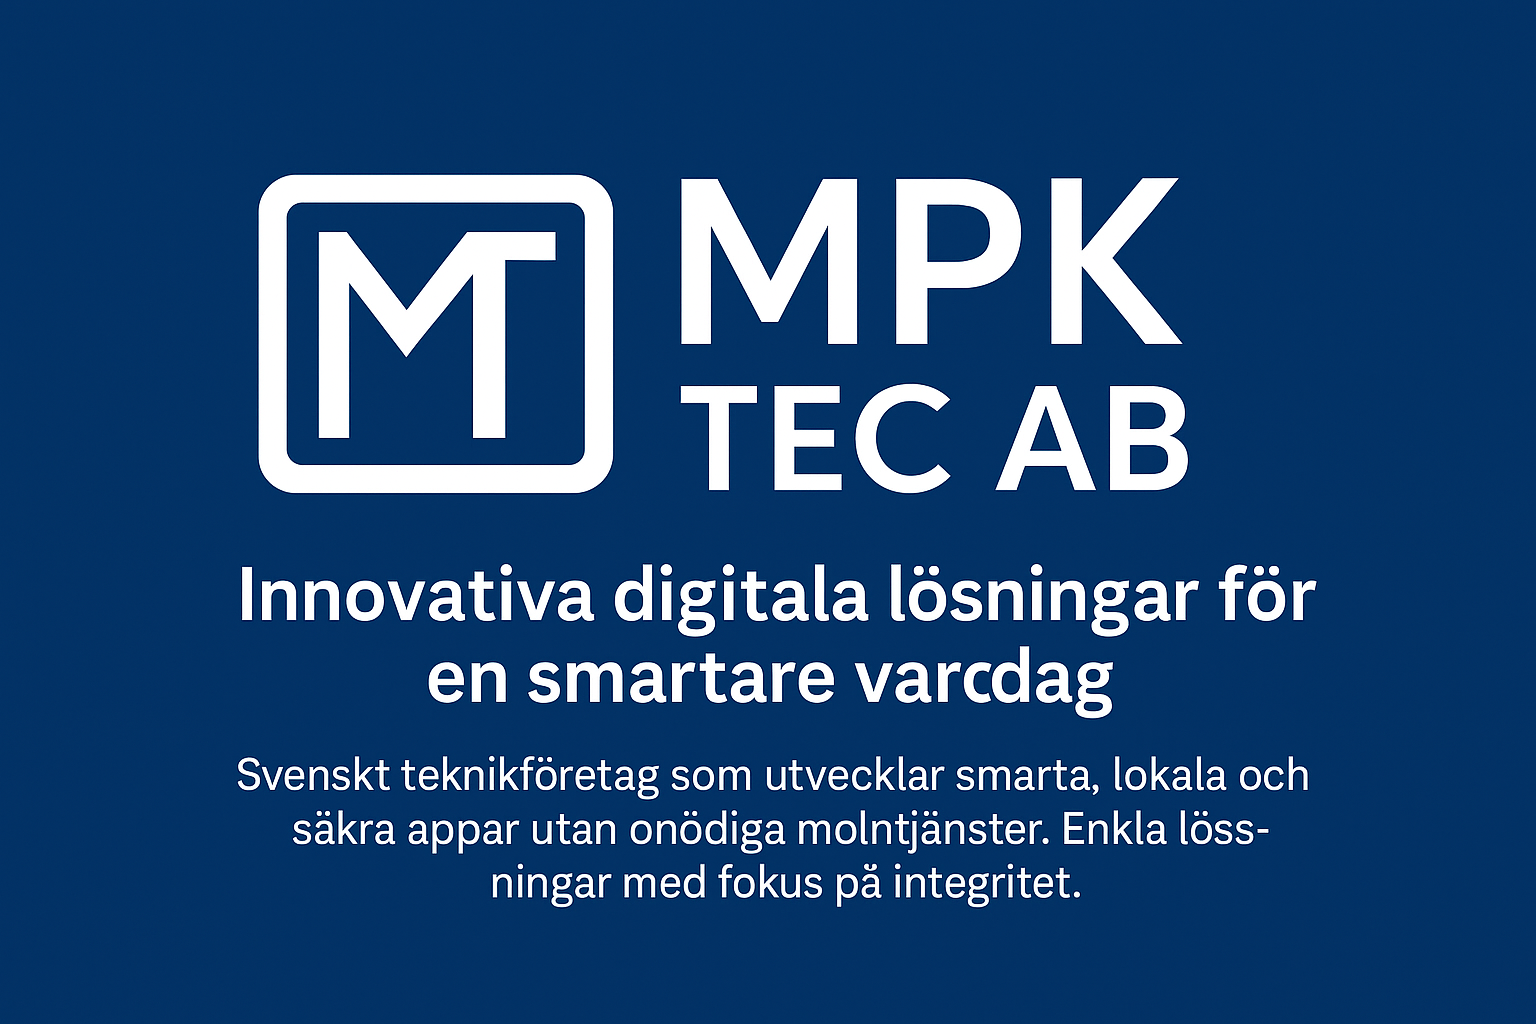 MT
MPK
TEC AB
Innovativa digitala lösningar för
en smartare varcdag
Svenskt teknikföretag som utvecklar smarta, lokala och
säkra appar utan onödiga molntjänster. Enkla löss-
ningar med fokus på integritet.